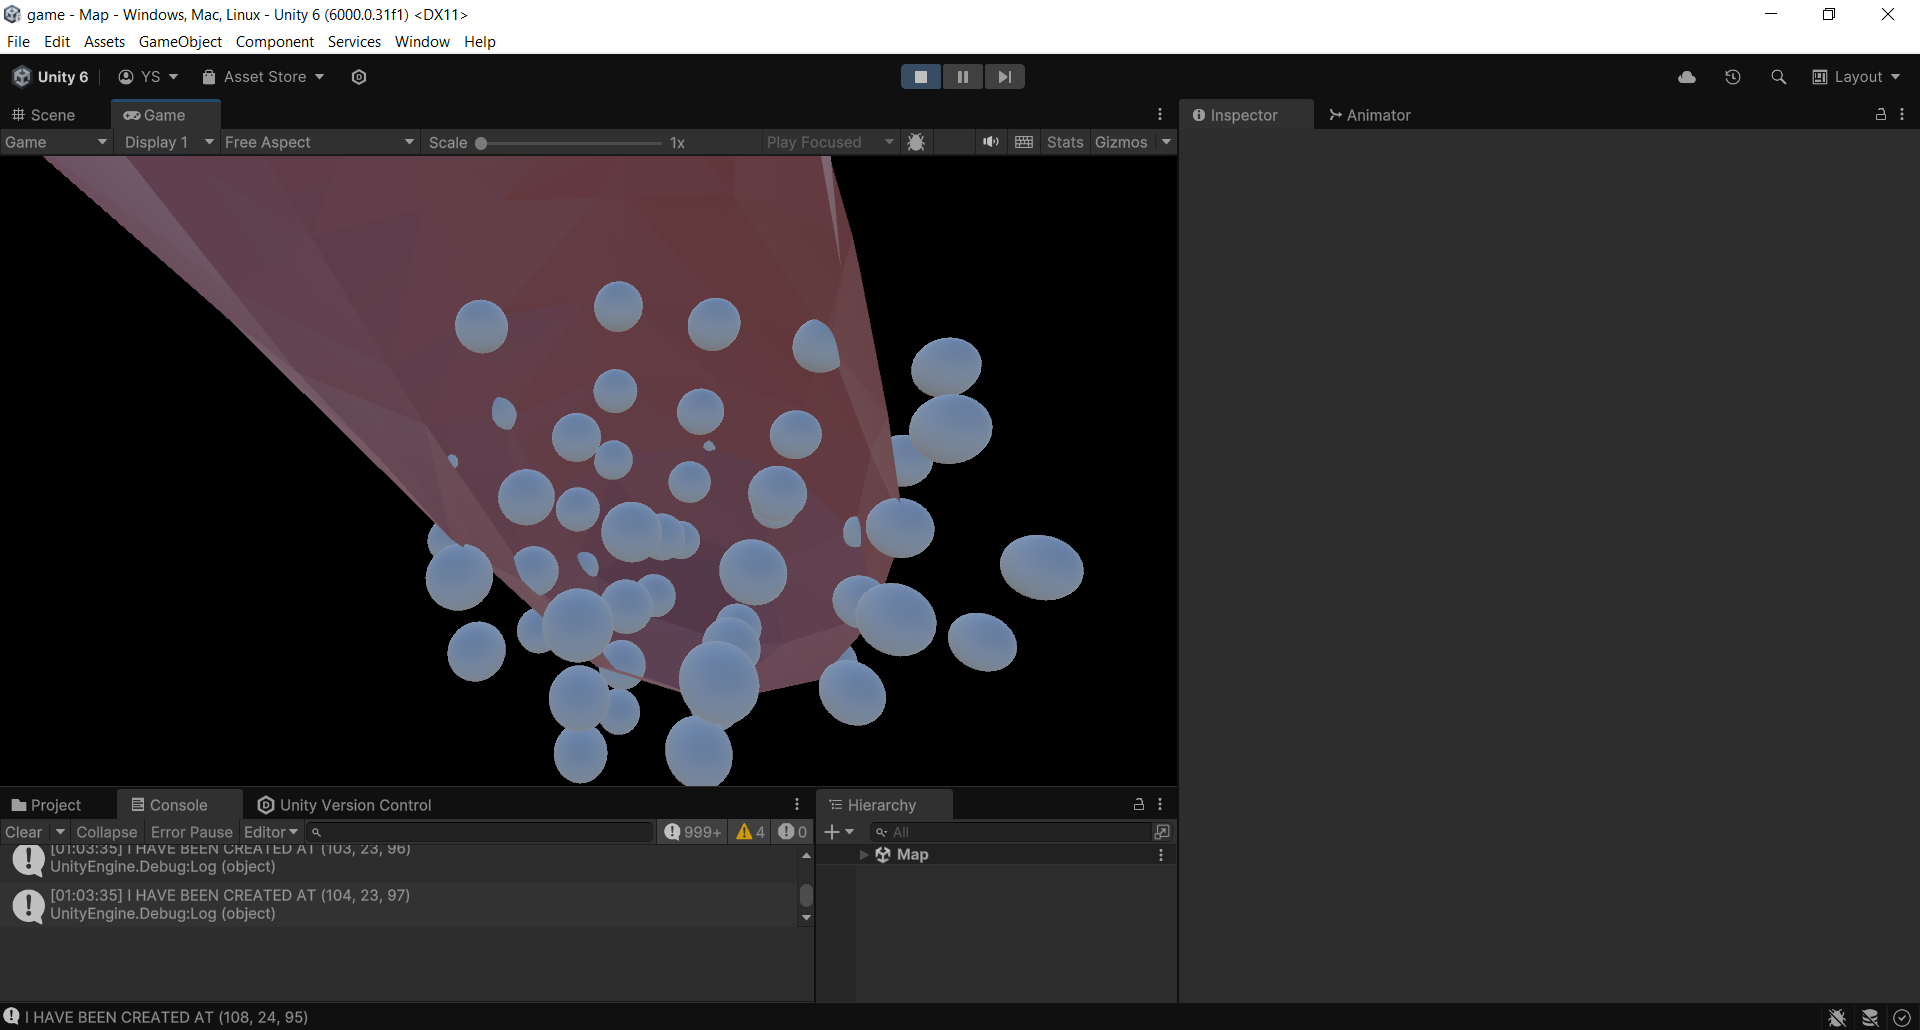 game - Map - Windows, Mac, Linux - Unity 6 (6000.0.31f1) <DX11>
File Edit Assets GameObject Component Services Window Help
Unity 6 YS Asset Store Layout
Scene Game Inspector Animator
Game Display 1 Free Aspect Scale 1x Play Focused Stats Gizmos
Project Console Unity Version Control Hierarchy
Clear Collapse Error Pause Editor 999+ 4 0 All
[01:03:35] I HAVE BEEN CREATED AT (103, 23, 96)
UnityEngine.Debug:Log (object)
Map
[01:03:35] I HAVE BEEN CREATED AT (104, 23, 97)
UnityEngine.Debug:Log (object)
I HAVE BEEN CREATED AT (108, 24, 95)